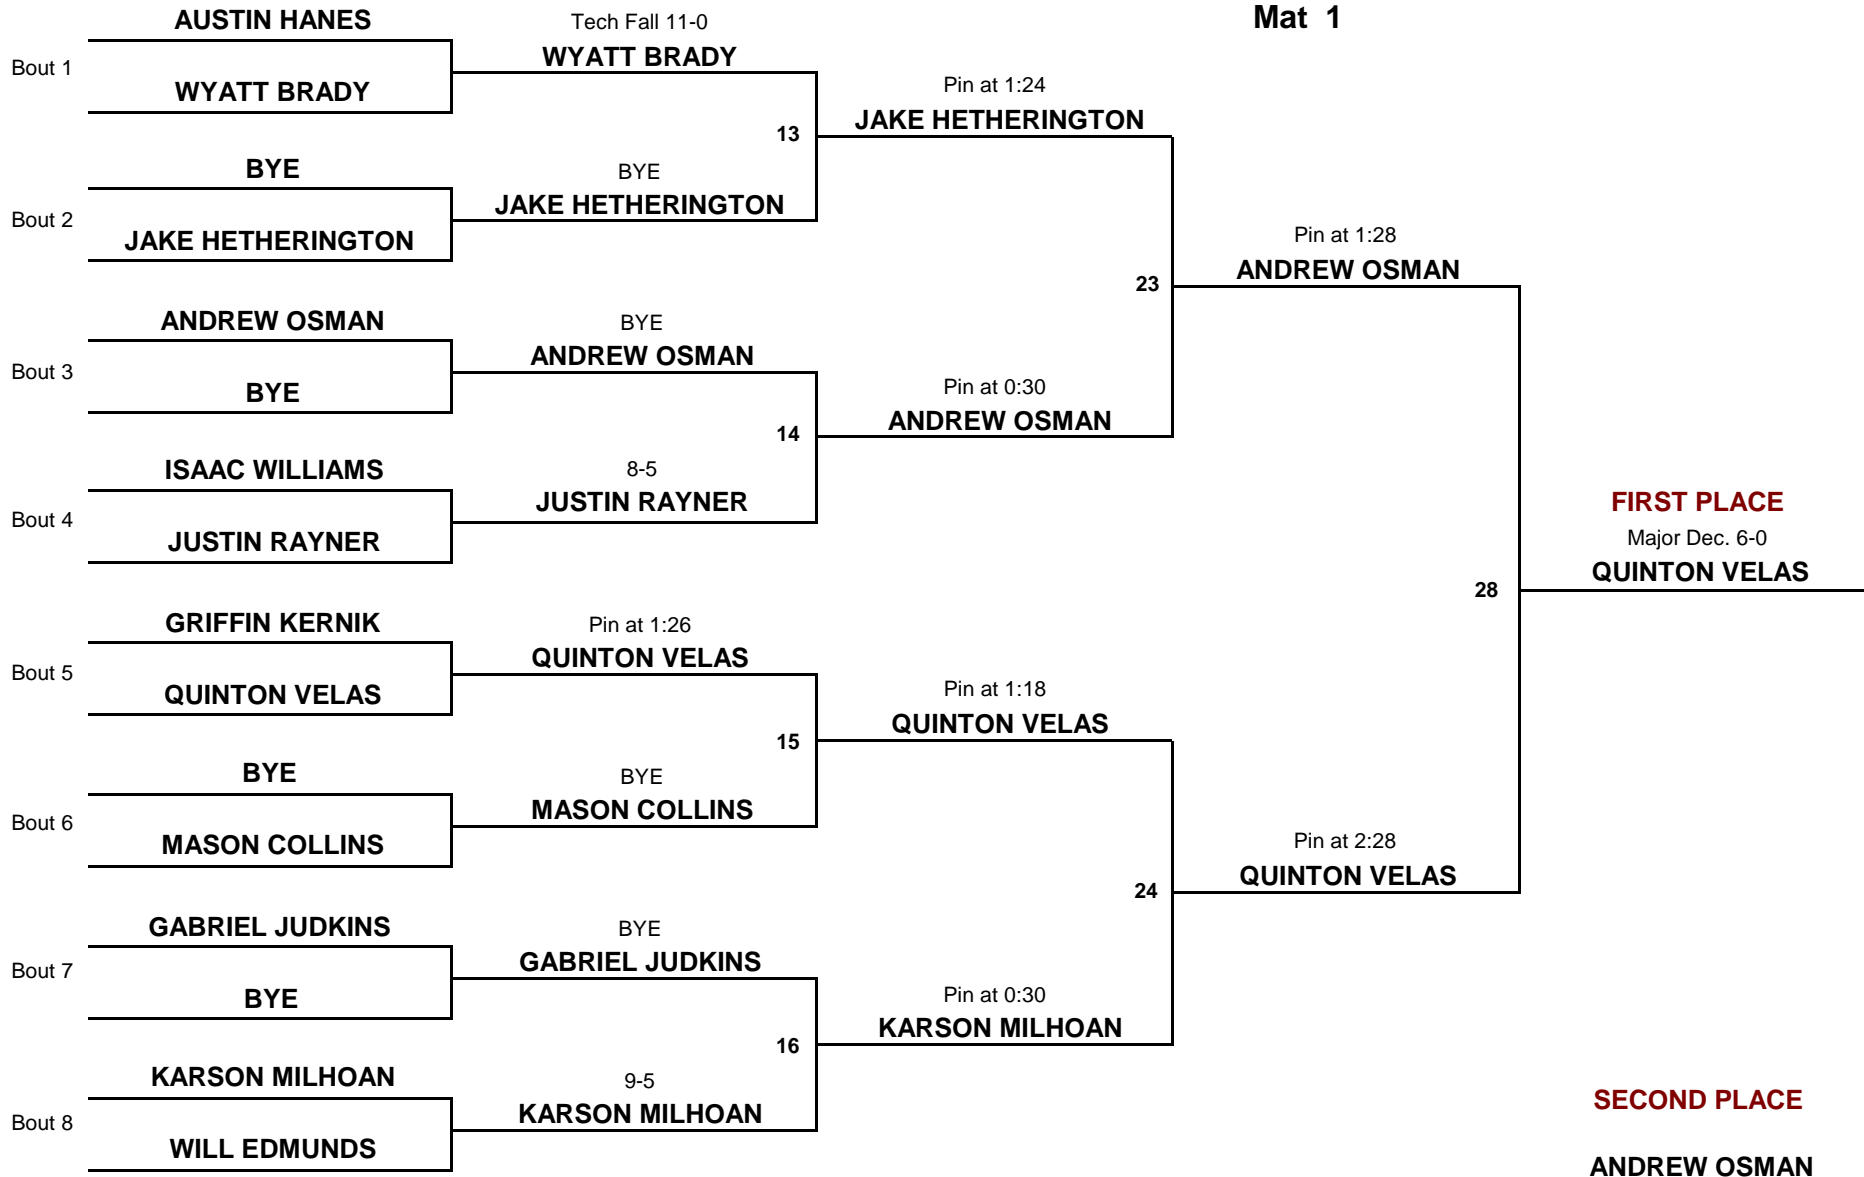 Mat 1
AUSTIN HANES
Bout 1
WYATT BRADY
Tech Fall 11-0
WYATT BRADY
BYE
Bout 2
JAKE HETHERINGTON
BYE
JAKE HETHERINGTON
13
Pin at 1:24
JAKE HETHERINGTON
ANDREW OSMAN
Bout 3
BYE
BYE
ANDREW OSMAN
ISAAC WILLIAMS
Bout 4
JUSTIN RAYNER
8-5
JUSTIN RAYNER
14
Pin at 0:30
ANDREW OSMAN
23
Pin at 1:28
ANDREW OSMAN
GRIFFIN KERNIK
Bout 5
QUINTON VELAS
Pin at 1:26
QUINTON VELAS
BYE
Bout 6
MASON COLLINS
BYE
MASON COLLINS
15
Pin at 1:18
QUINTON VELAS
GABRIEL JUDKINS
Bout 7
BYE
BYE
GABRIEL JUDKINS
KARSON MILHOAN
Bout 8
WILL EDMUNDS
9-5
KARSON MILHOAN
16
Pin at 0:30
KARSON MILHOAN
24
Pin at 2:28
QUINTON VELAS
28
FIRST PLACE
Major Dec. 6-0
QUINTON VELAS
SECOND PLACE
ANDREW OSMAN